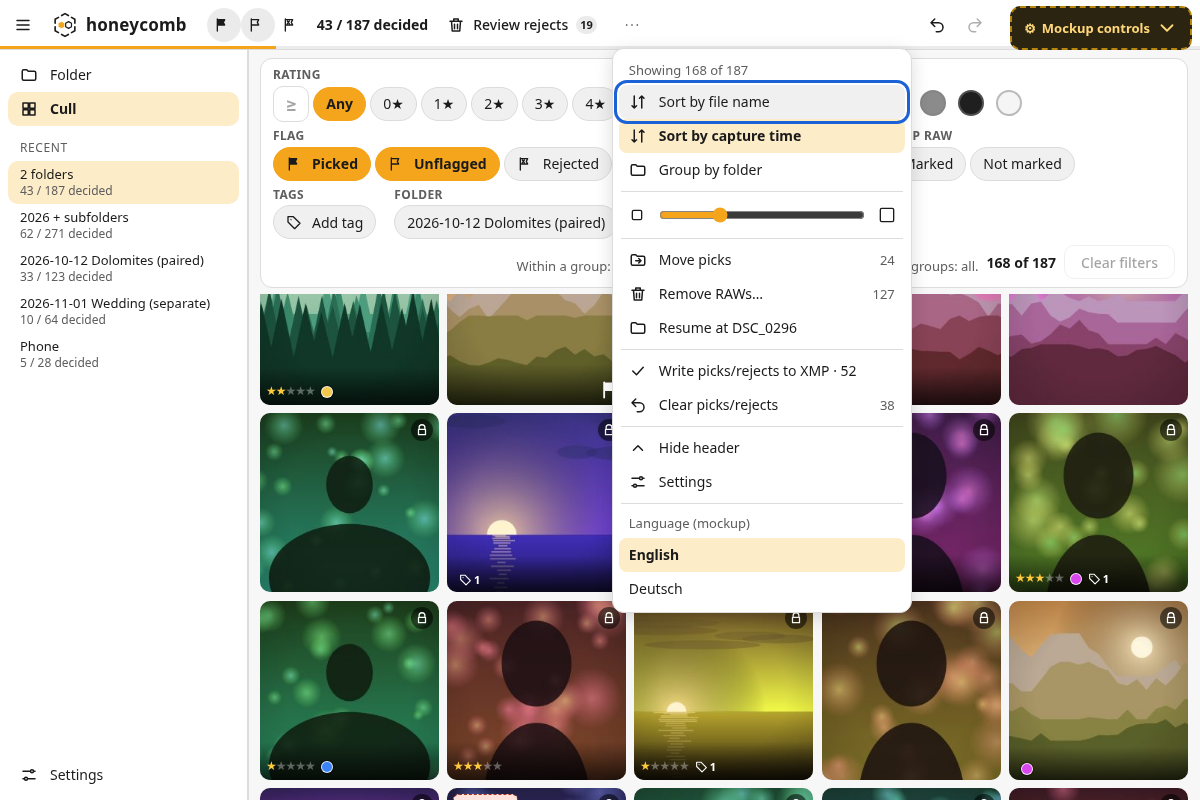 honeycomb
43 / 187 decided
Review rejects 19
⚙ Mockup controls
Folder
Cull
RECENT
2 folders
43 / 187 decided
2026 + subfolders
62 / 271 decided
2026-10-12 Dolomites (paired)
33 / 123 decided
2026-11-01 Wedding (separate)
10 / 64 decided
Phone
5 / 28 decided
Settings
RATING
≥ Any 0★ 1★ 2★ 3★ 4★
FLAG
Picked Unflagged Rejected
P RAW
Marked Not marked
TAGS FOLDER
Add tag 2026-10-12 Dolomites (paired)
Within a group:
groups: all. 168 of 187 Clear filters
Showing 168 of 187
Sort by file name
Sort by capture time
Group by folder
Move picks 24
Remove RAWs... 127
Resume at DSC_0296
Write picks/rejects to XMP · 52
Clear picks/rejects 38
Hide header
Settings
Language (mockup)
English
Deutsch
★★★★★
1
★★★★★ 1
★★★★★
★★★★★
★★★★★ 1